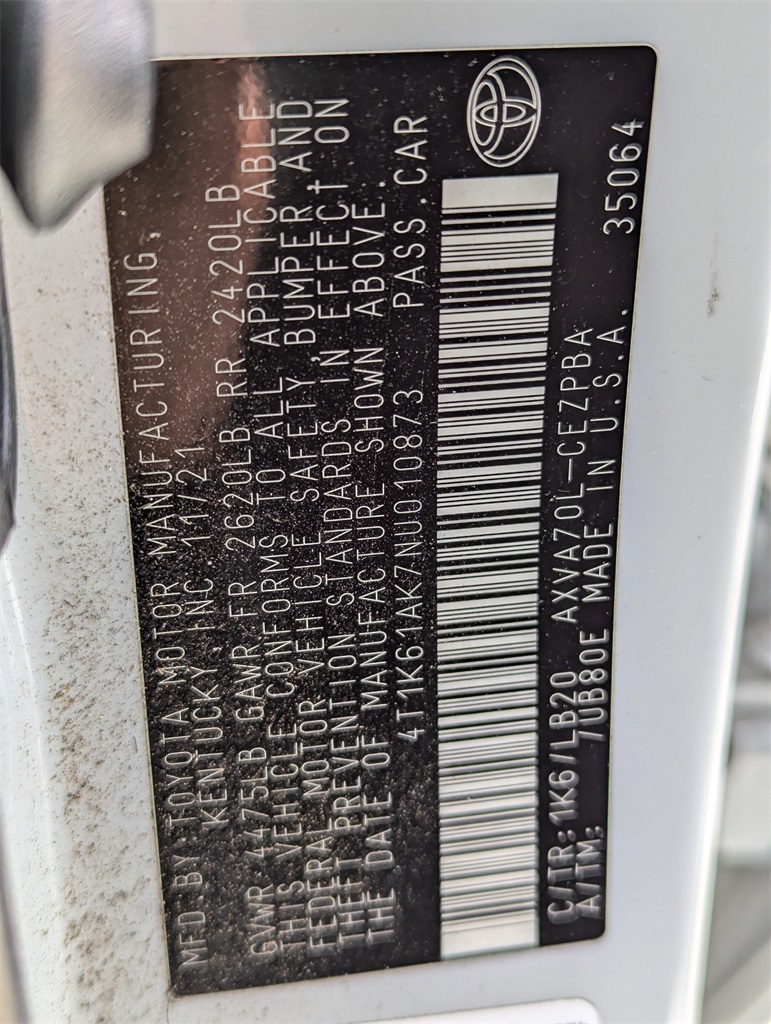 MFD.BY:TOYOTA MOTOR MANUFACTURING,
KENTUCKY, INC. 11/21
GVWR 4475LB GAWR FR 2620LB RR 2420LB
THIS VEHICLE CONFORMS TO ALL APPLICABLE
FEDERAL MOTOR VEHICLE SAFETY, BUMPER, AND
THEFT PREVENTION STANDARDS IN EFFECT ON
THE DATE OF MANUFACTURE SHOWN ABOVE.
4T1K61AK7NU010873 PASS.CAR
C/TR: 1K6/LB20 AXVA70L-CEZPBA
A/TM: 7UB80E MADE IN U.S.A. 35064